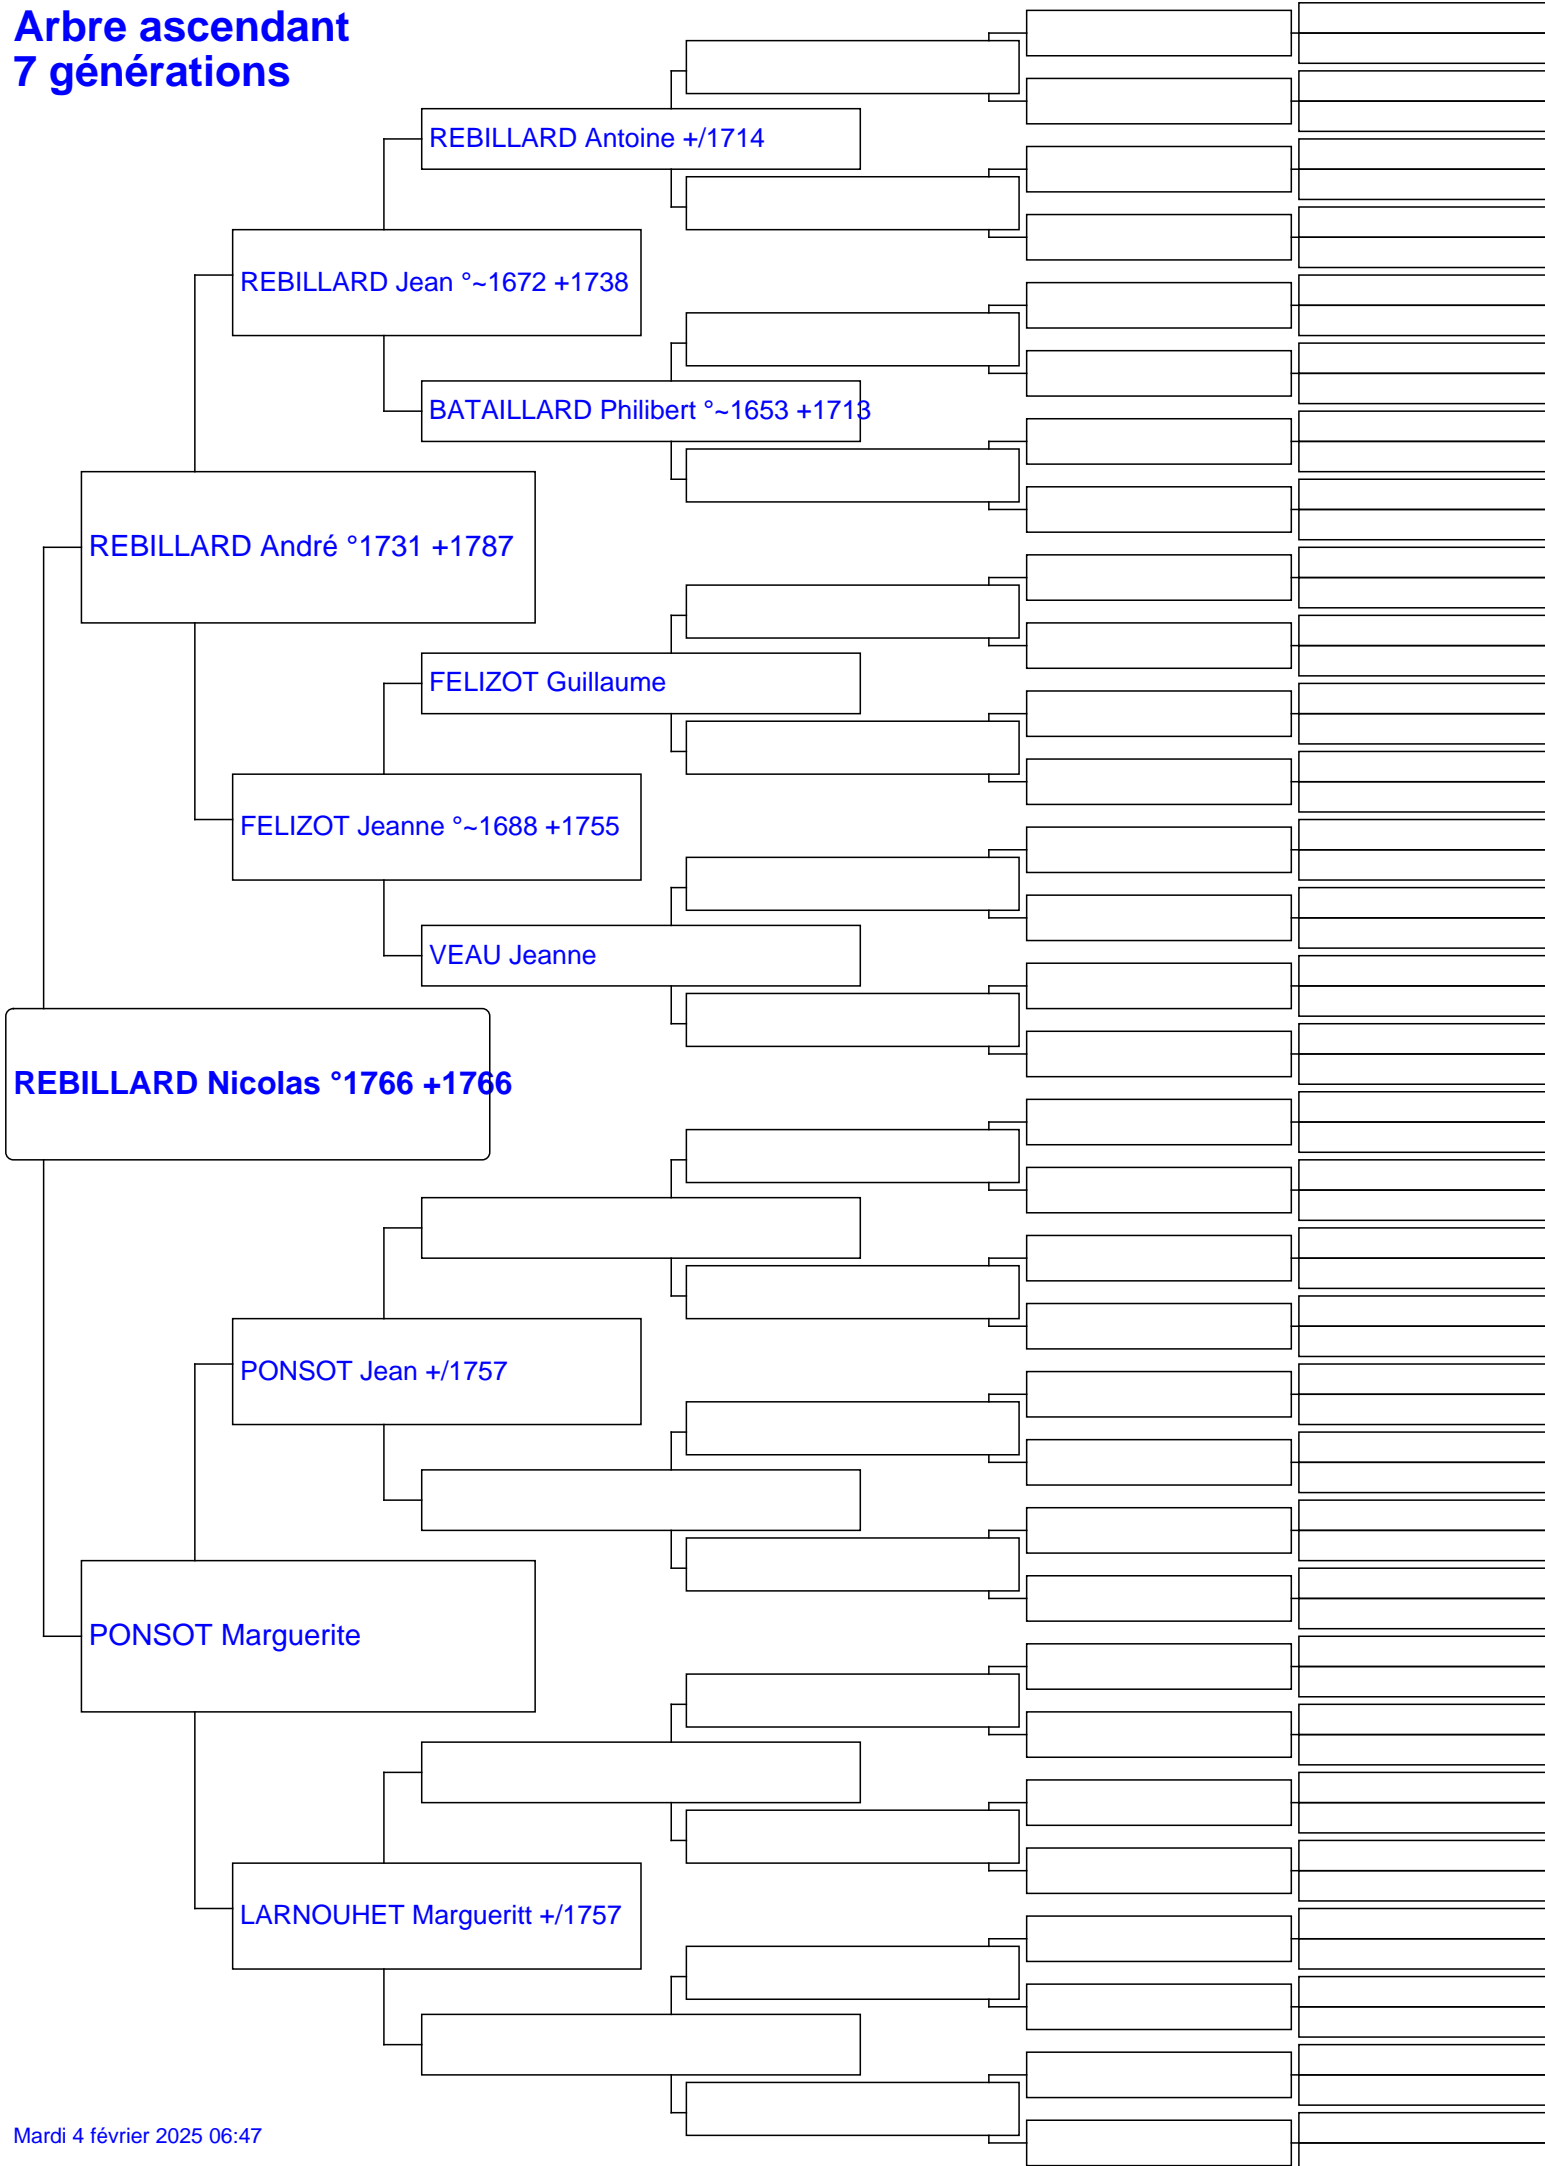 Arbre ascendant
7 générations
REBILLARD Antoine +/1714
REBILLARD Jean °~1672 +1738
BATAILLARD Philibert °~1653 +1713
REBILLARD André °1731 +1787
FELIZOT Guillaume
FELIZOT Jeanne °~1688 +1755
VEAU Jeanne
REBILLARD Nicolas °1766 +1766
PONSOT Jean +/1757
PONSOT Marguerite
LARNOUHET Margueritt +/1757
Mardi 4 février 2025 06:47